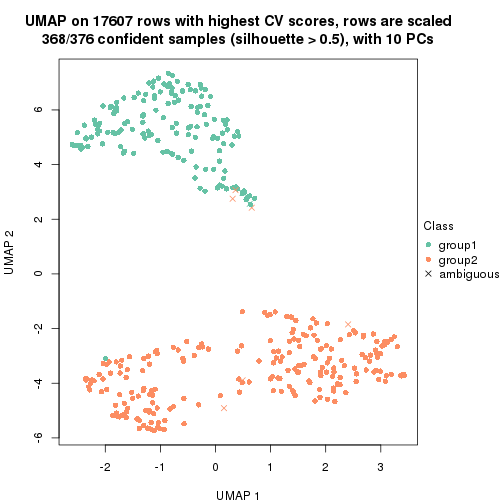 UMAP on 17607 rows with highest CV scores, rows are scaled
368/376 confident samples (silhouette > 0.5), with 10 PCs
6
4
2
0
-2
-4
-6
UMAP 2
-2
-1
0
1
2
3
UMAP 1
Class
group1
group2
ambiguous